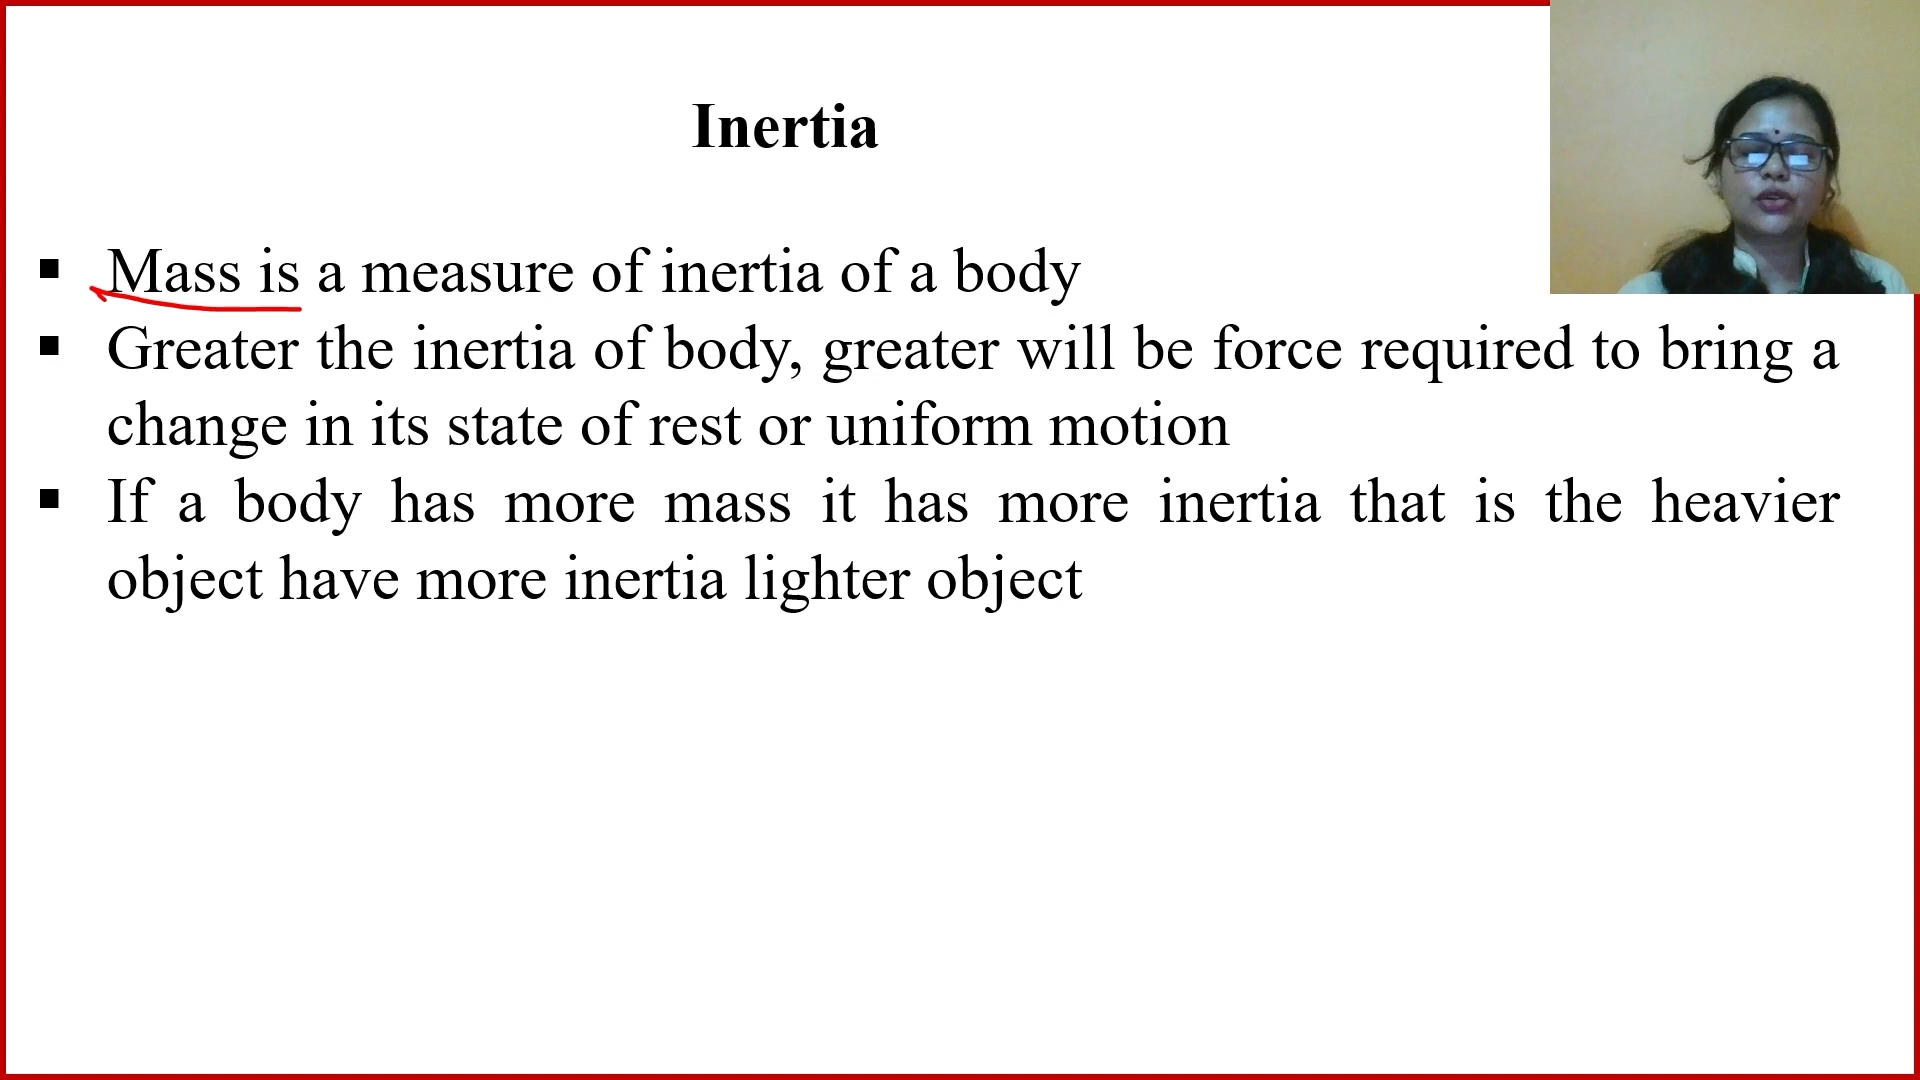 Inertia
▪ Mass is a measure of inertia of a body
▪ Greater the inertia of body, greater will be force required to bring a
change in its state of rest or uniform motion
▪ If a body has more mass it has more inertia that is the heavier
object have more inertia lighter object